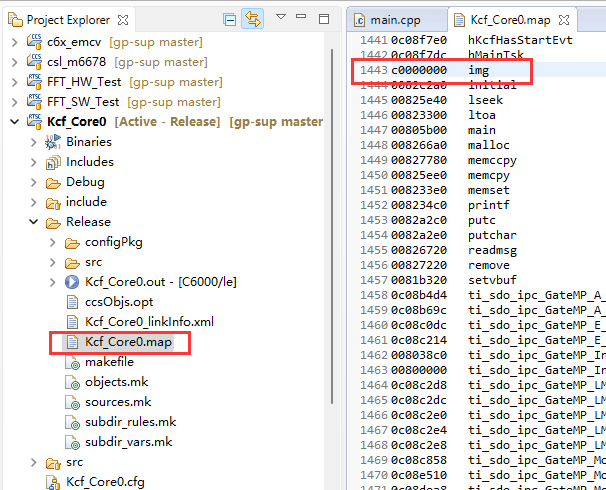 Project Explorer
c6x_emcv [gp-sup master]
csl_m6678 [gp-sup master]
FFT_HW_Test [gp-sup master]
FFT_SW_Test [gp-sup master]
Kcf_Core0 [Active - Release] [gp-sup master
Binaries
Includes
Debug
include
Release
configPkg
src
Kcf_Core0.out - [C6000/le]
ccsObjs.opt
Kcf_Core0_linkInfo.xml
Kcf_Core0.map
makefile
objects.mk
sources.mk
subdir_rules.mk
subdir_vars.mk
src
Kcf_Core0.cfg
main.cpp
Kcf_Core0.map
1441 0c08f7e0 hKcfHasStartEvt
1442 0c08f7dc hMainTsk
1443 c0000000 img
1444 0082c2a0 initial
1445 00825e40 lseek
1446 00823300 ltoa
1447 00805b00 main
1448 008266a0 malloc
1449 00827780 memccpy
1450 00825ee0 memcpy
1451 008233e0 memset
1452 008234c0 printf
1453 0082a2c0 putc
1454 0082a2e0 putchar
1455 00826720 readmsg
1456 00827220 remove
1457 0081b320 setvbuf
1458 0c08b4d4 ti_sdo_ipc_GateMP_A_
1459 0c08b69c ti_sdo_ipc_GateMP_A_
1460 0c08c0dc ti_sdo_ipc_GateMP_E_
1461 0c08c214 ti_sdo_ipc_GateMP_E_
1462 008038c0 ti_sdo_ipc_GateMP_In
1463 00800000 ti_sdo_ipc_GateMP_In
1464 0c08c2d8 ti_sdo_ipc_GateMP_LM
1465 0c08c2dc ti_sdo_ipc_GateMP_LM
1466 0c08c2e0 ti_sdo_ipc_GateMP_LM
1467 0c08c2e4 ti_sdo_ipc_GateMP_LM
1468 0c08c2e8 ti_sdo_ipc_GateMP_LM
1469 0c08c858 ti_sdo_ipc_GateMP_Mo
1470 0c08e510 ti_sdo_ipc_GateMP_Mo